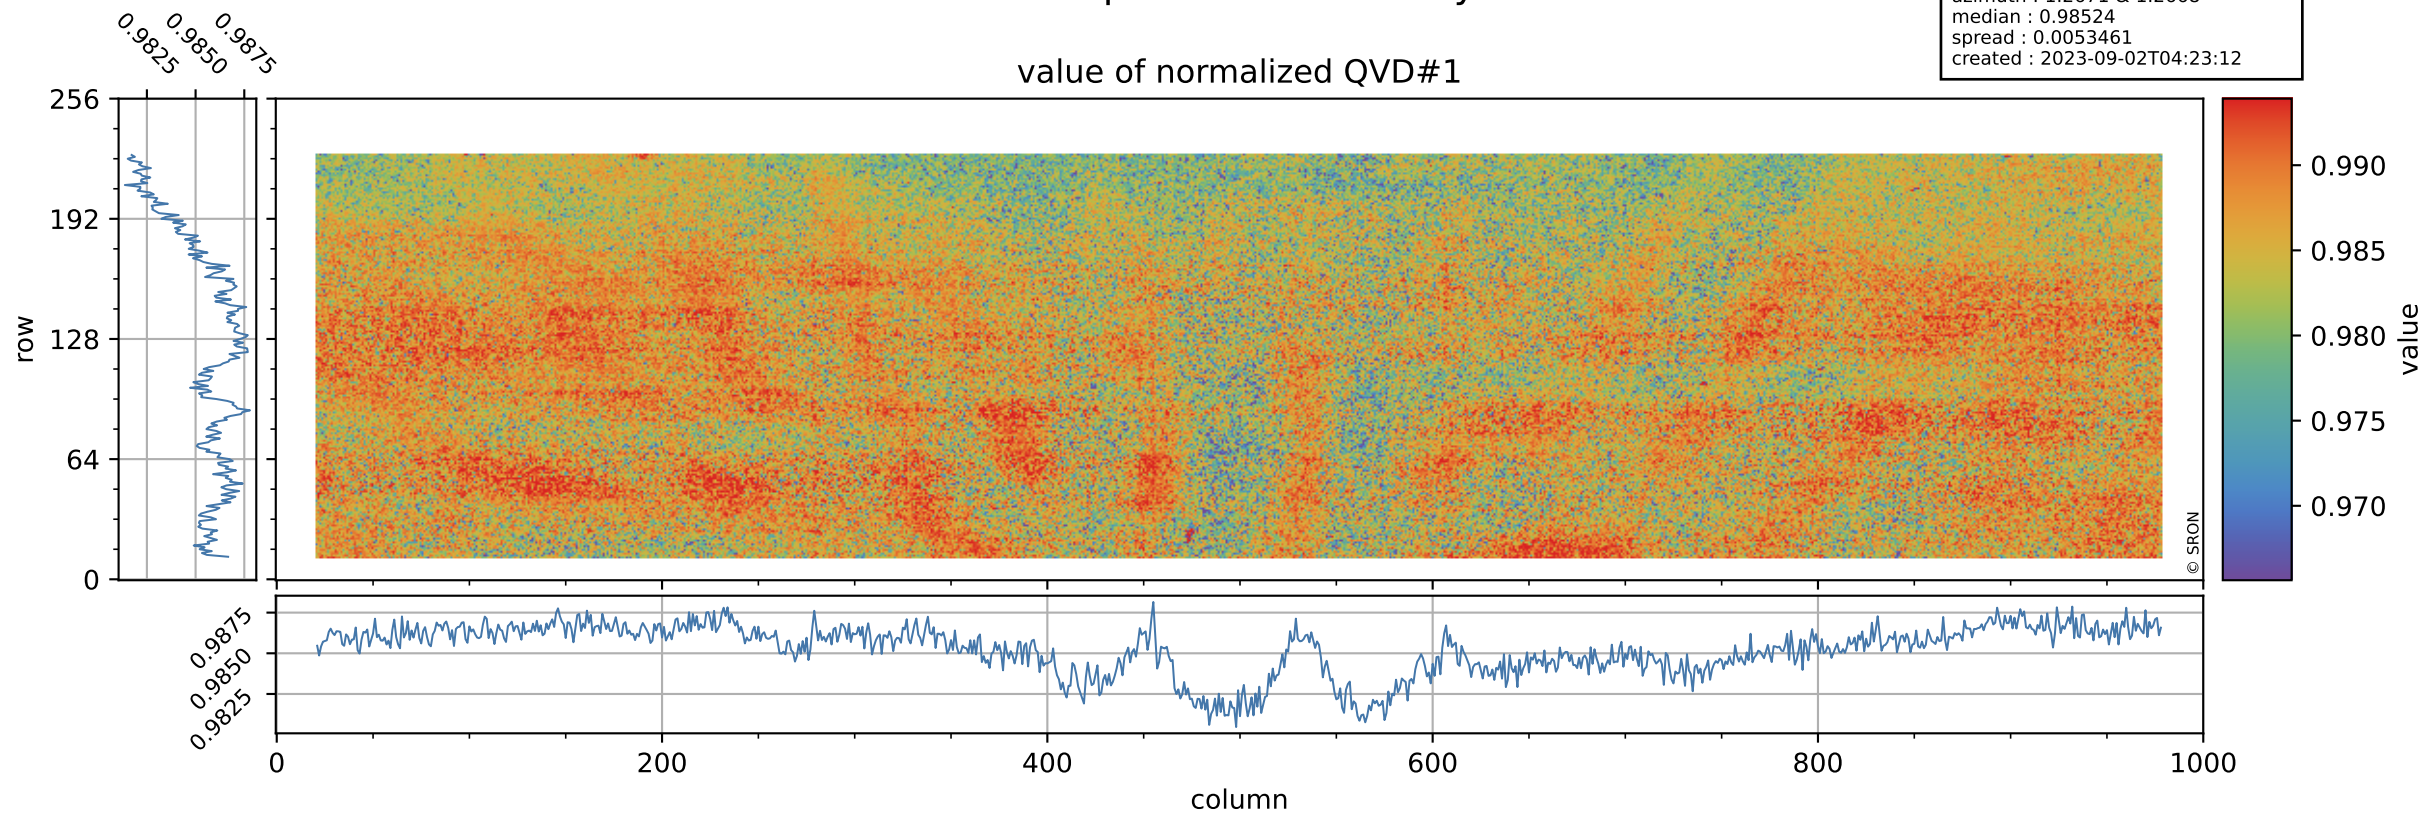 median : 0.98524
spread : 0.0053461
created : 2023-09-02T04:23:12
value of normalized QVD#1
0.9825
0.9850
0.9875
256
192
128
64
0
row
0.990
0.985
0.980
0.975
0.970
value
© SRON
0.9875
0.9850
0.9825
0
200
400
600
800
1000
column